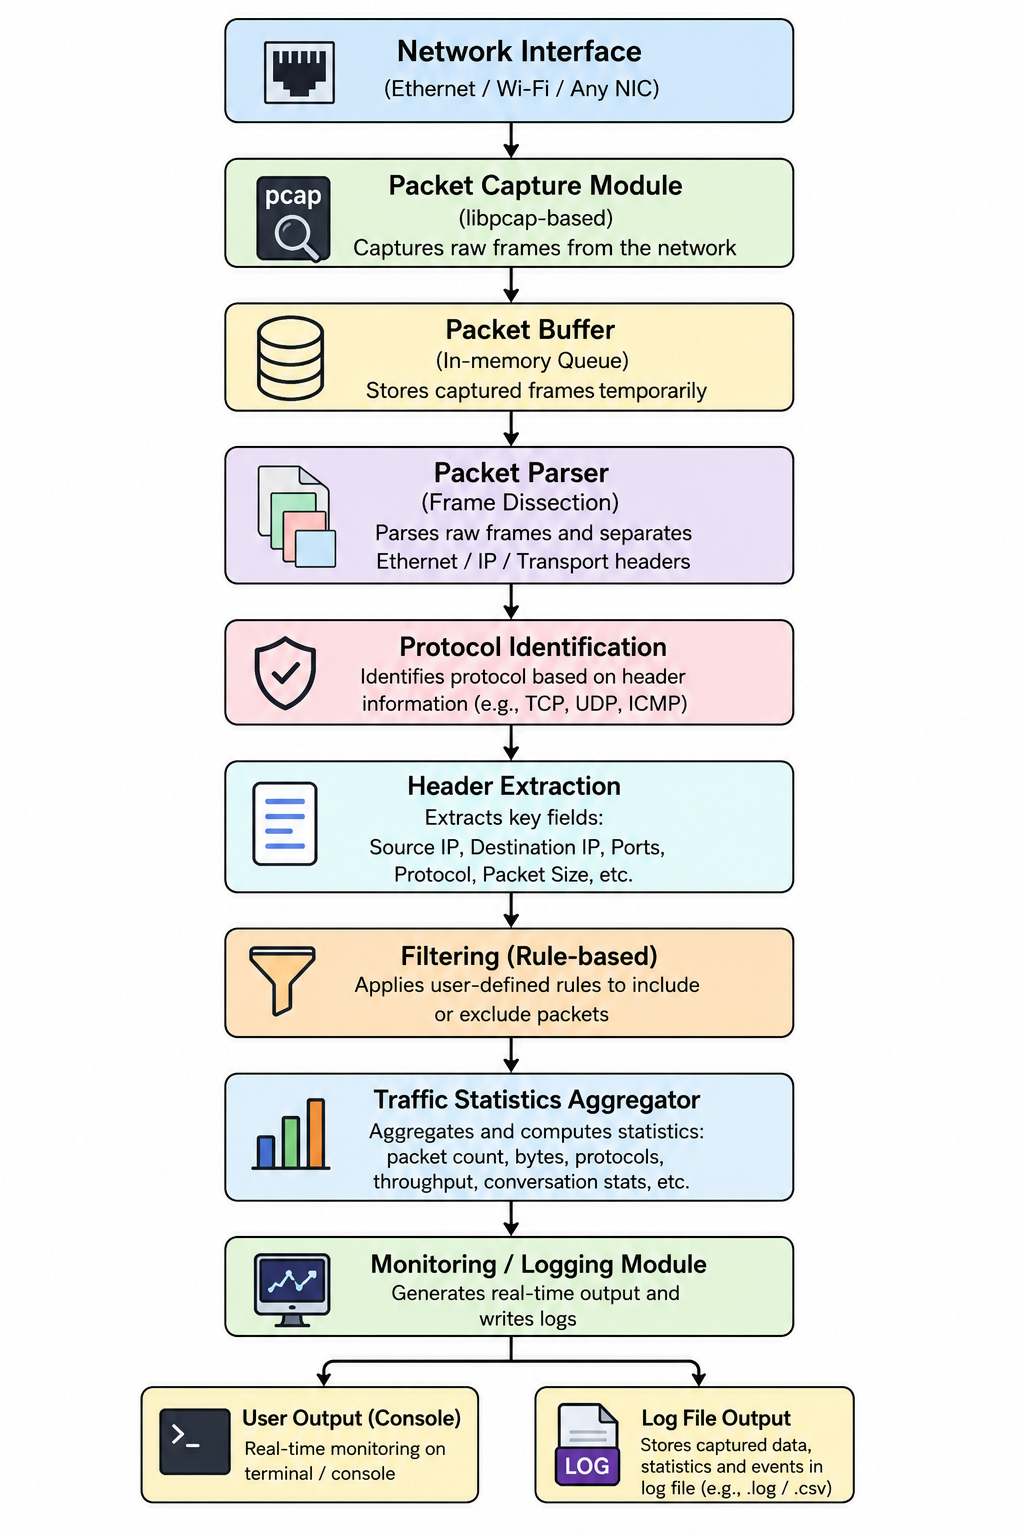 Network Interface
(Ethernet / Wi-Fi / Any NIC)
pcap
Packet Capture Module
(libpcap-based)
Captures raw frames from the network
Packet Buffer
(In-memory Queue)
Stores captured frames temporarily
Packet Parser
(Frame Dissection)
Parses raw frames and separates
Ethernet / IP / Transport headers
Protocol Identification
Identifies protocol based on header
information (e.g., TCP, UDP, ICMP)
Header Extraction
Extracts key fields:
Source IP, Destination IP, Ports,
Protocol, Packet Size, etc.
Filtering (Rule-based)
Applies user-defined rules to include
or exclude packets
Traffic Statistics Aggregator
Aggregates and computes statistics:
packet count, bytes, protocols,
throughput, conversation stats, etc.
Monitoring / Logging Module
Generates real-time output and
writes logs
>_
User Output (Console)
Real-time monitoring on
terminal / console
LOG
Log File Output
Stores captured data,
statistics and events in
log file (e.g., .log / .csv)